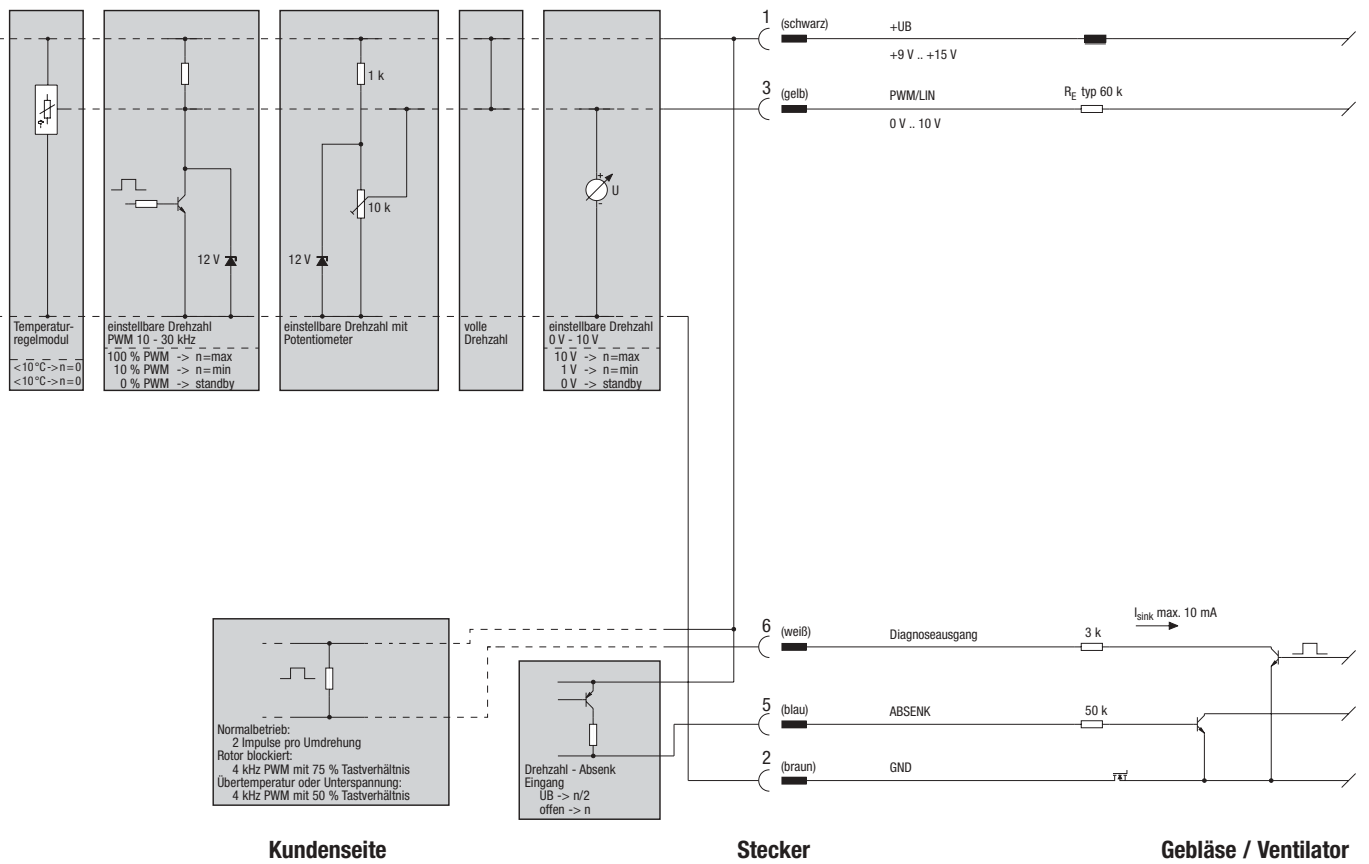 1 (schwarz) +UB
+9 V .. +15 V
3 (gelb) PWM/LIN R_E typ 60 k
0 V .. 10 V
1 k
10 k
+
U
-
12 V
12 V
Temperatur-
regelmodul
<10°C->n=0
<10°C->n=0
einstellbare Drehzahl
PWM 10 - 30 kHz
100 % PWM -> n=max
10 % PWM -> n=min
0 % PWM -> standby
einstellbare Drehzahl mit
Potentiometer
volle
Drehzahl
einstellbare Drehzahl
0 V - 10 V
10 V -> n=max
1 V -> n=min
0 V -> standby
I_sink max. 10 mA
6 (weiß) Diagnoseausgang 3 k
5 (blau) ABSENK 50 k
2 (braun) GND
Normalbetrieb:
2 Impulse pro Umdrehung
Rotor blockiert:
4 kHz PWM mit 75 % Tastverhältnis
Übertemperatur oder Unterspannung:
4 kHz PWM mit 50 % Tastverhältnis
Drehzahl - Absenk
Eingang
UB -> n/2
offen -> n
Kundenseite Stecker Gebläse / Ventilator